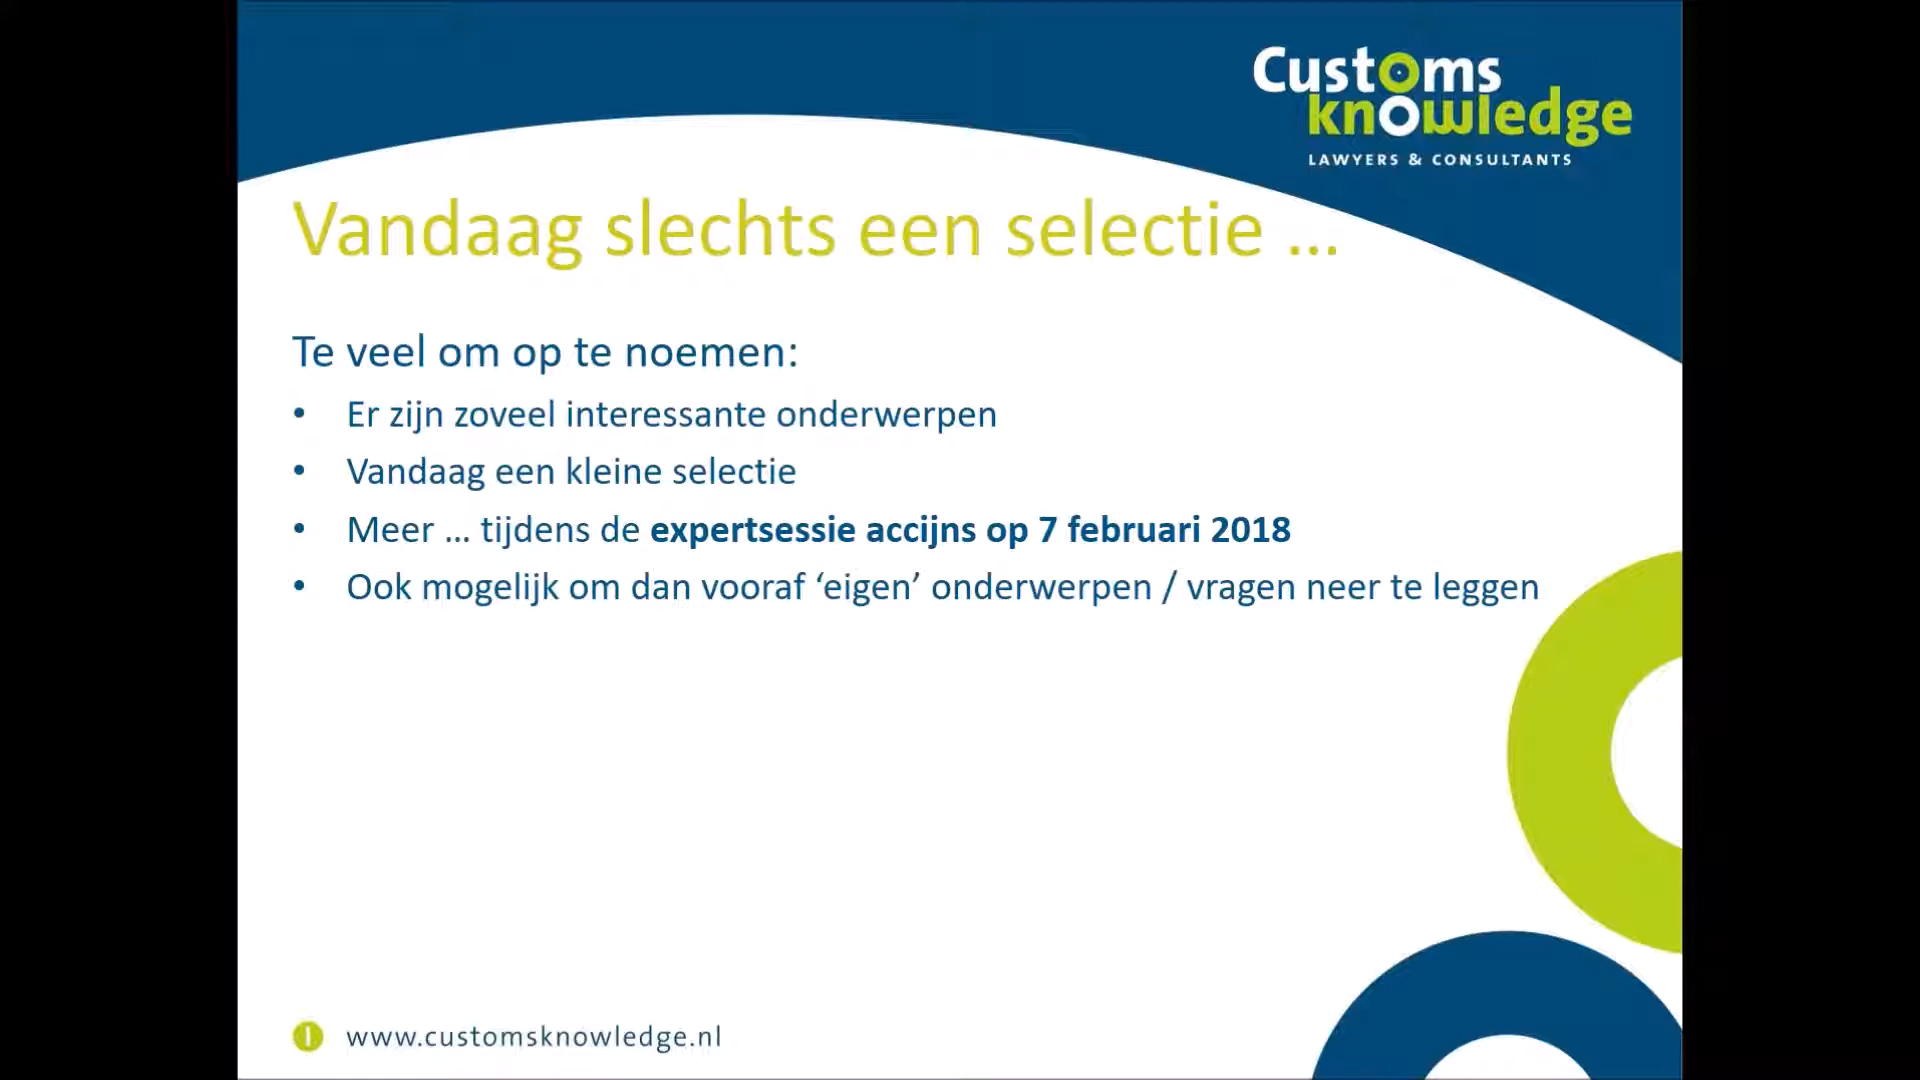 Customs
knowledge
LAWYERS & CONSULTANTS
Vandaag slechts een selectie ...
Te veel om op te noemen:
• Er zijn zoveel interessante onderwerpen
• Vandaag een kleine selectie
• Meer ... tijdens de expertsessie accijns op 7 februari 2018
• Ook mogelijk om dan vooraf ‘eigen’ onderwerpen / vragen neer te leggen
www.customsknowledge.nl